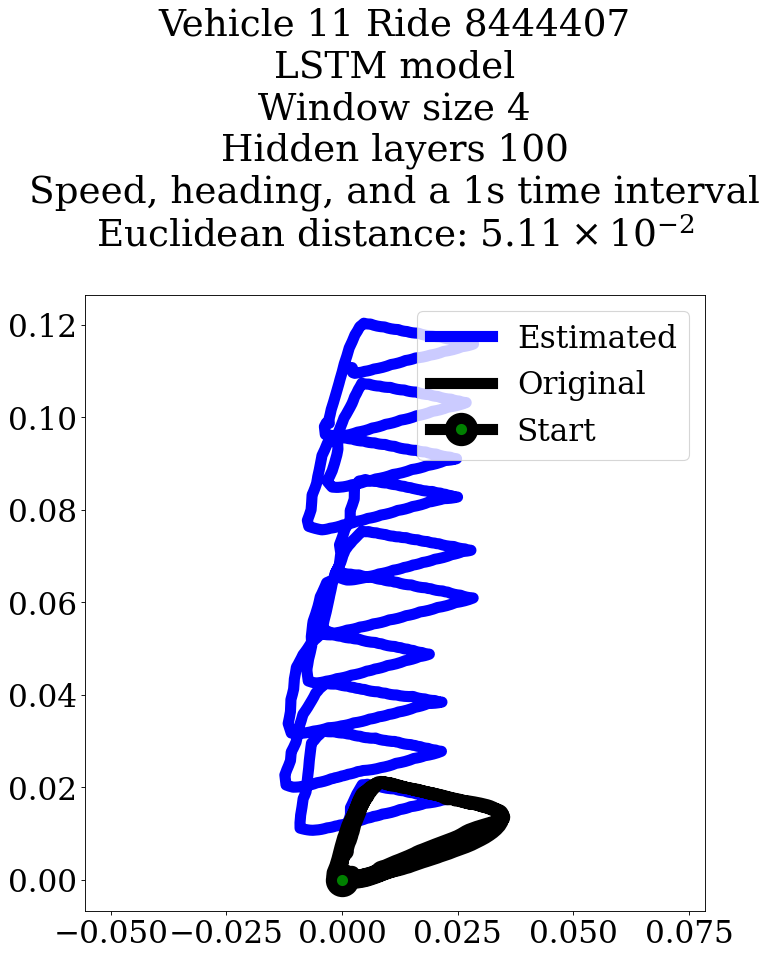 Vehicle 11 Ride 8444407
LSTM model
Window size 4
Hidden layers 100
Speed, heading, and a 1s time interval
Euclidean distance: 5.11 × 10⁻²
Estimated
Original
Start
0.12
0.10
0.08
0.06
0.04
0.02
0.00
−0.050 −0.025 0.000 0.025 0.050 0.075